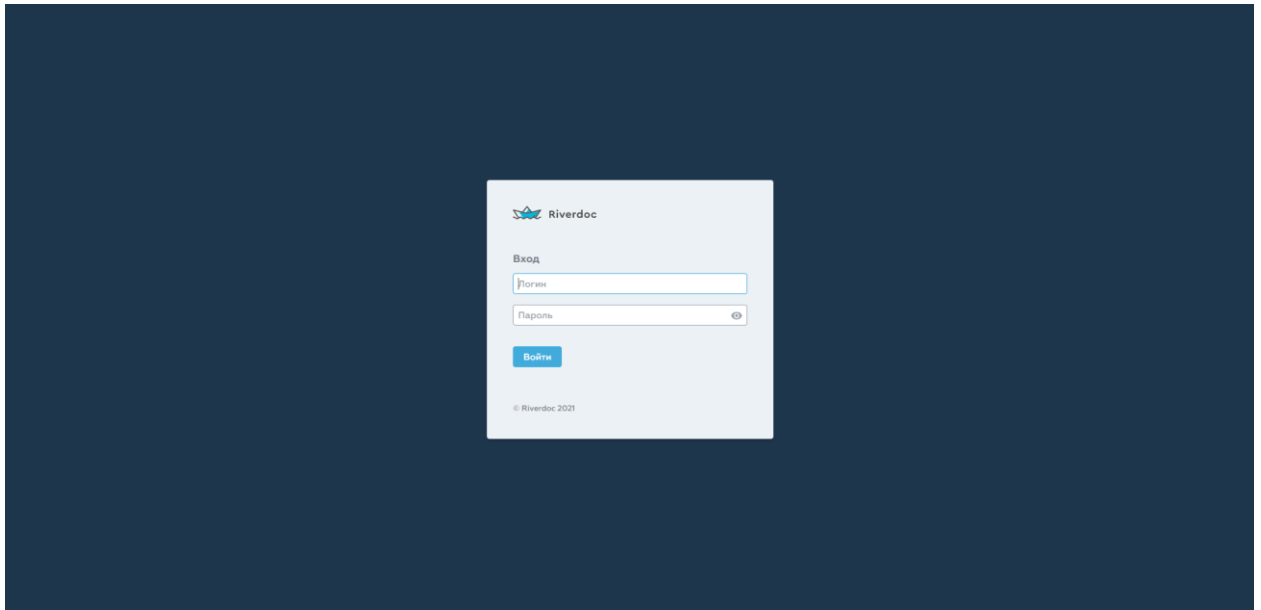 Riverdoc
Вход
Логин
Пароль
Войти
© Riverdoc 2021